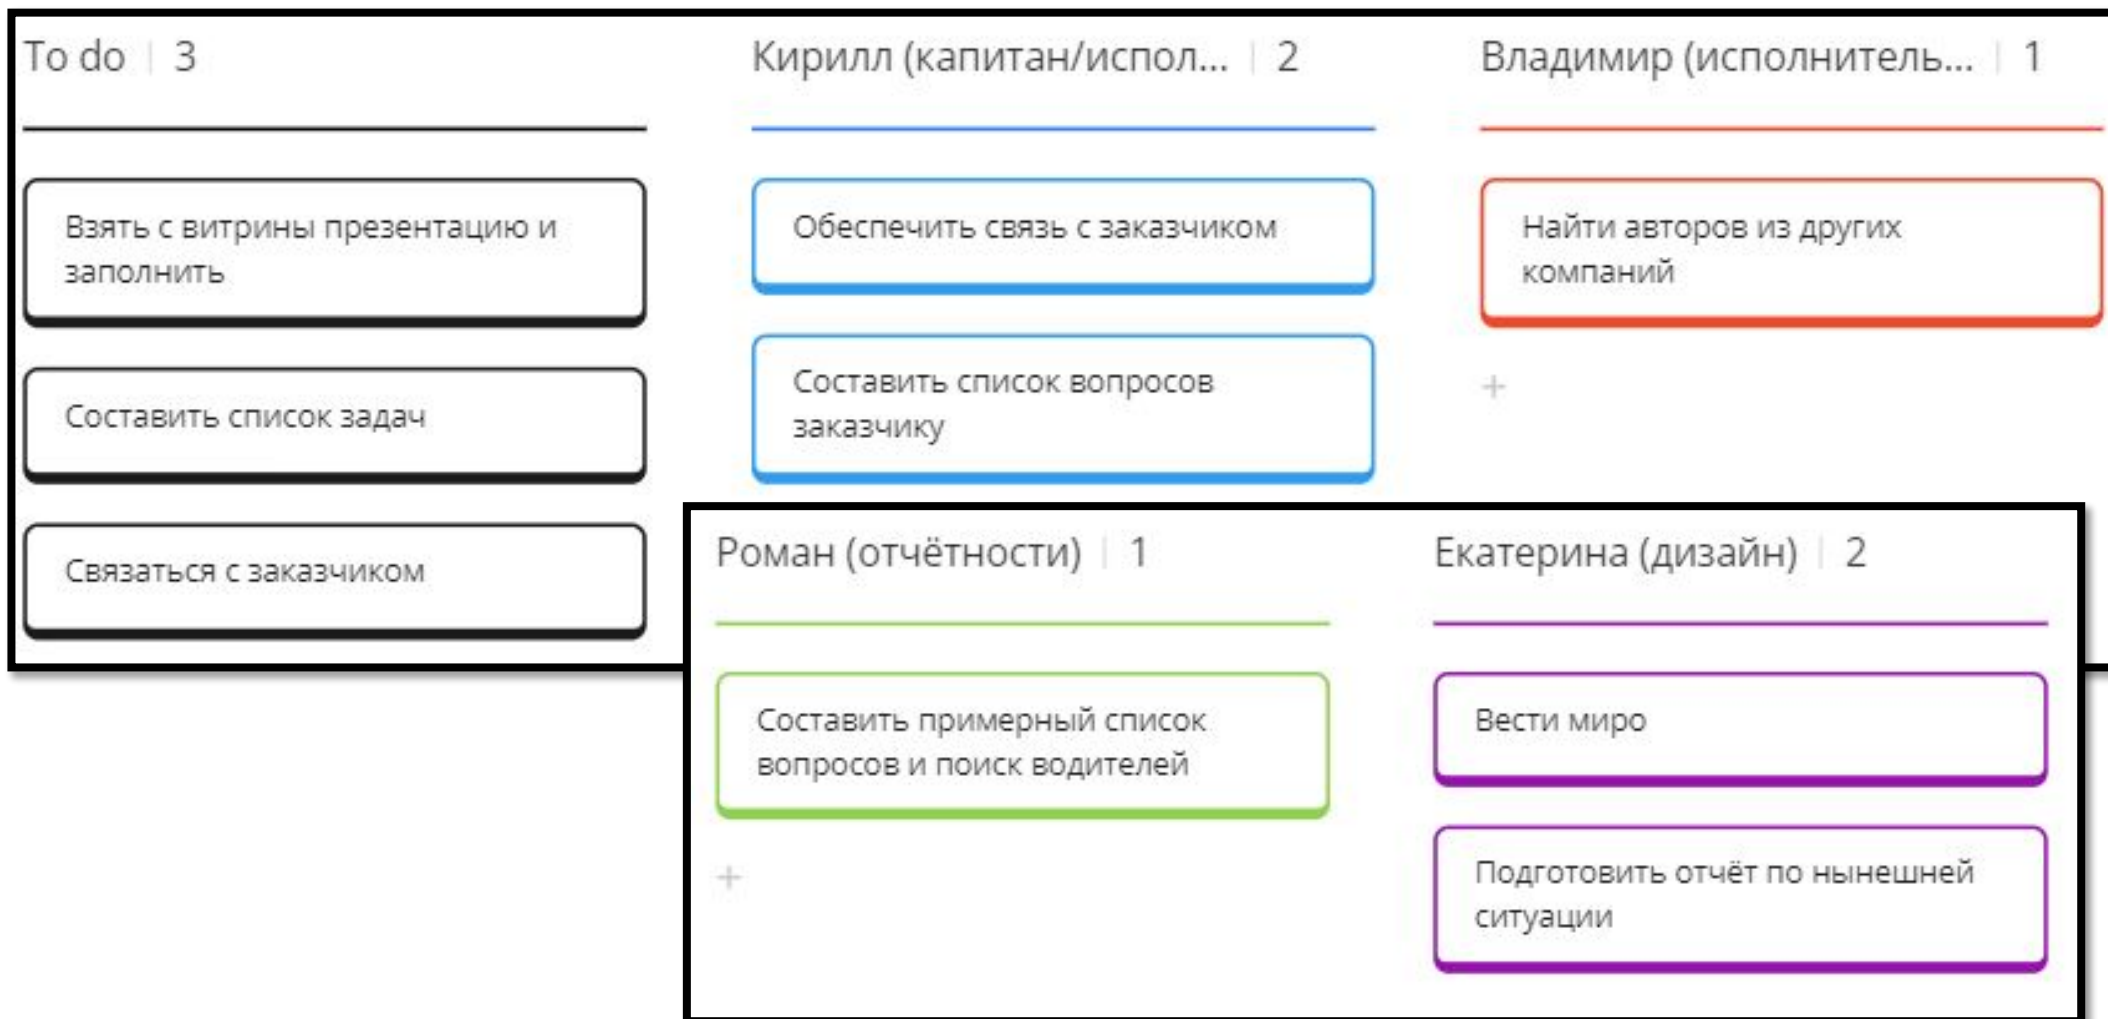 To do | 3
Взять с витрины презентацию и
заполнить
Составить список задач
Связаться с заказчиком
Кирилл (капитан/испол... | 2
Обеспечить связь с заказчиком
Составить список вопросов
заказчику
Владимир (исполнитель... | 1
Найти авторов из других
компаний
+
Роман (отчётности) | 1
Составить примерный список
вопросов и поиск водителей
+
Екатерина (дизайн) | 2
Вести миро
Подготовить отчёт по нынешней
ситуации